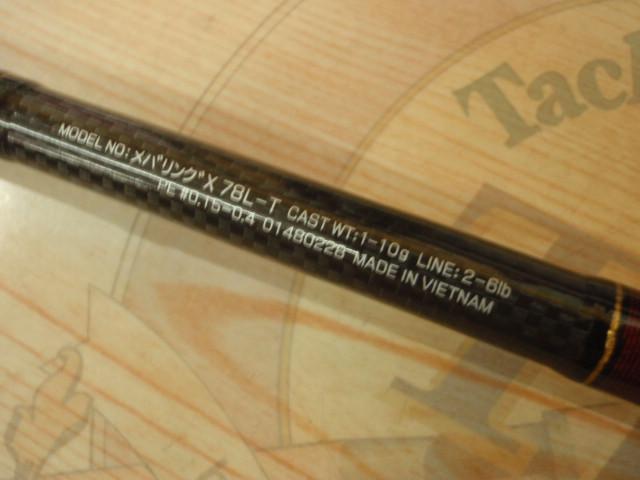 MODEL NO: メバリングX 78L-T CAST WT:1-10g LINE:2-6lb
PE #0.15-0.4 01480228 MADE IN VIETNAM